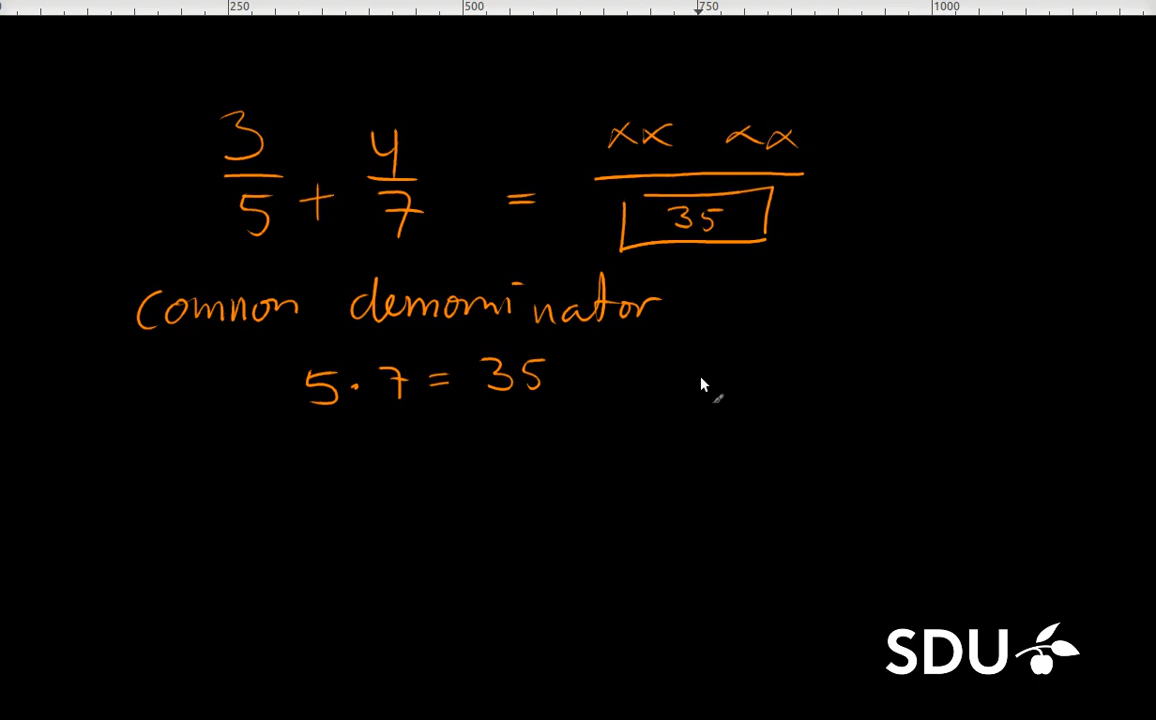 250 500 750 1000
3/5 + 4/7 = xx xx / 35
common demominator
5 · 7 = 35
SDU